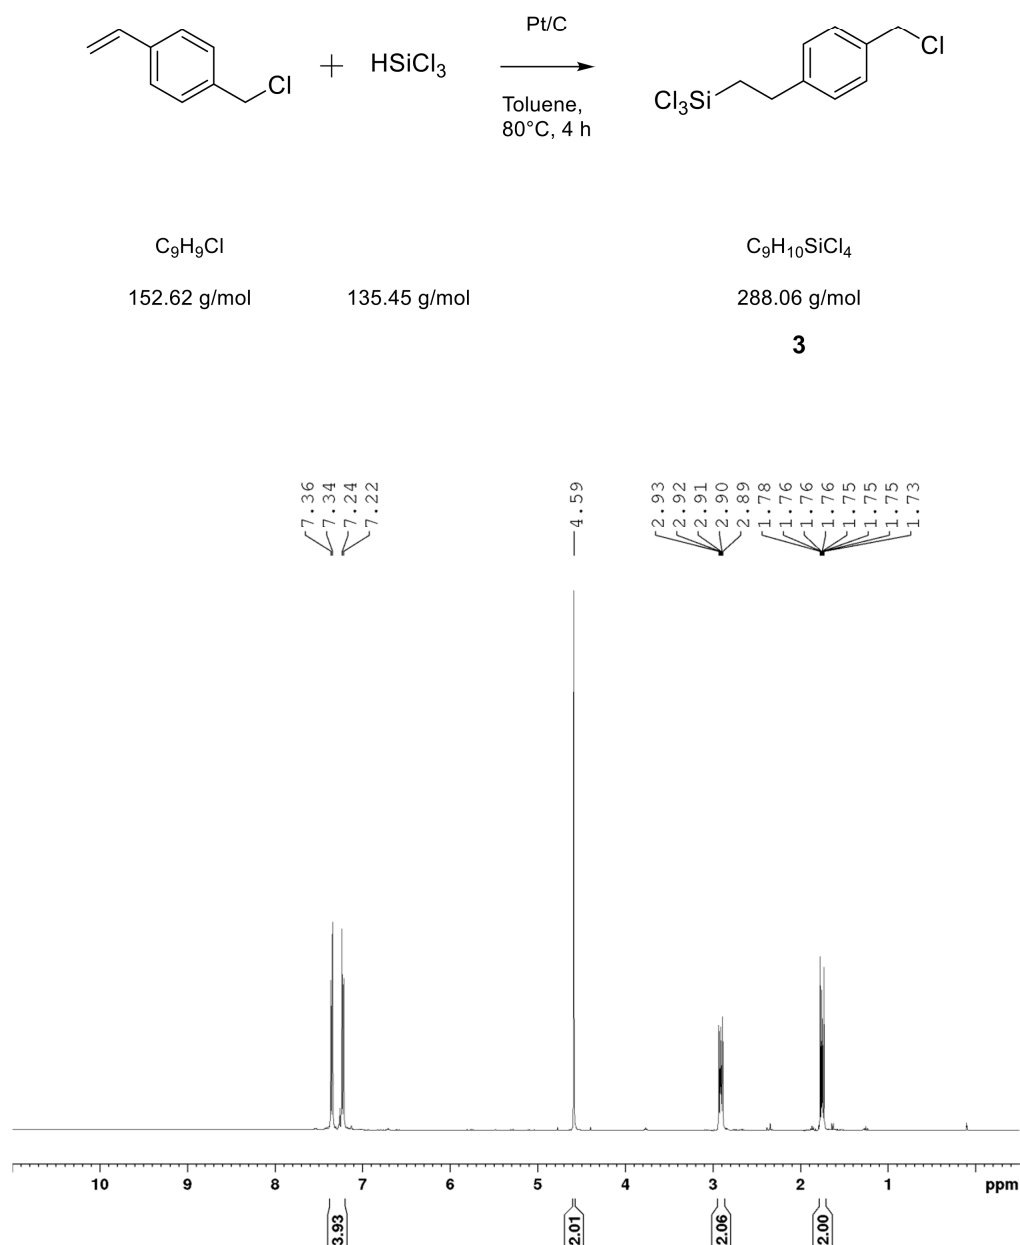 Pt/C
Cl
+
HSiCl₃
Toluene,
80°C, 4 h
Cl₃Si
Cl
C₉H₉Cl
C₉H₁₀SiCl₄
152.62 g/mol
135.45 g/mol
288.06 g/mol
3
7.36
7.34
7.24
7.22
4.59
2.93
2.92
2.91
2.90
2.89
1.78
1.76
1.76
1.76
1.75
1.75
1.75
1.73
10 9 8 7 6 5 4 3 2 1 ppm
3.93
2.01
2.06
2.00